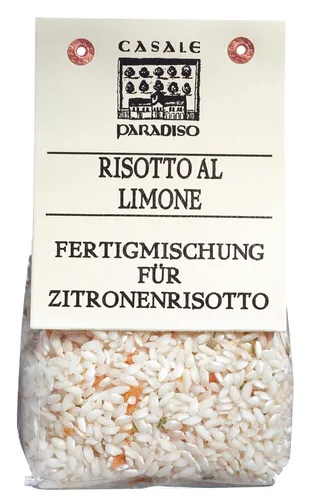 CASALE
PARADISO
RISOTTO AL
LIMONE
FERTIGMISCHUNG
FÜR
ZITRONENRISOTTO